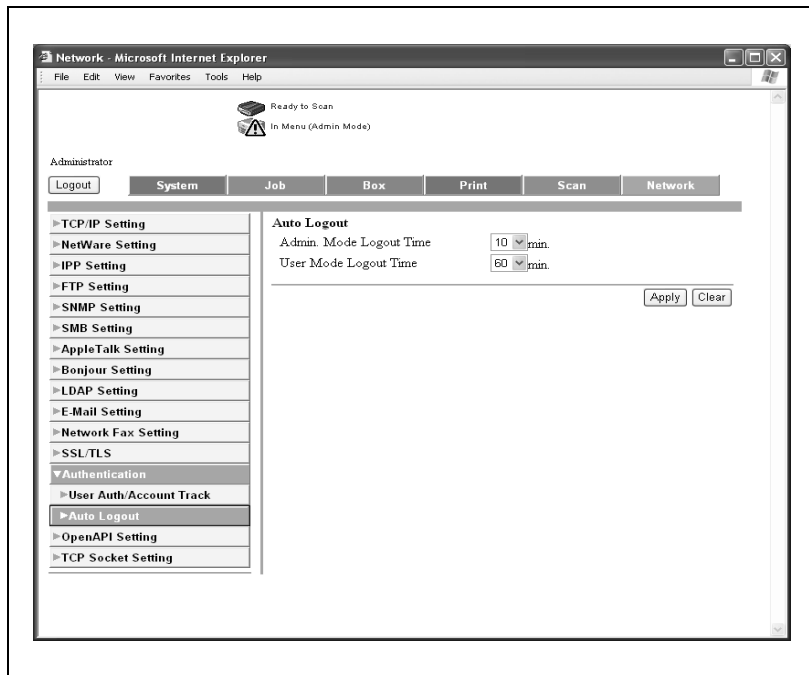 Network - Microsoft Internet Explorer
File Edit View Favorites Tools Help
Ready to Scan
In Menu (Admin Mode)
Administrator
Logout System Job Box Print Scan Network
TCP/IP Setting
NetWare Setting
IPP Setting
FTP Setting
SNMP Setting
SMB Setting
AppleTalk Setting
Bonjour Setting
LDAP Setting
E-Mail Setting
Network Fax Setting
SSL/TLS
Authentication
User Auth/Account Track
Auto Logout
OpenAPI Setting
TCP Socket Setting
Auto Logout
Admin. Mode Logout Time 10 min.
User Mode Logout Time 60 min.
Apply Clear